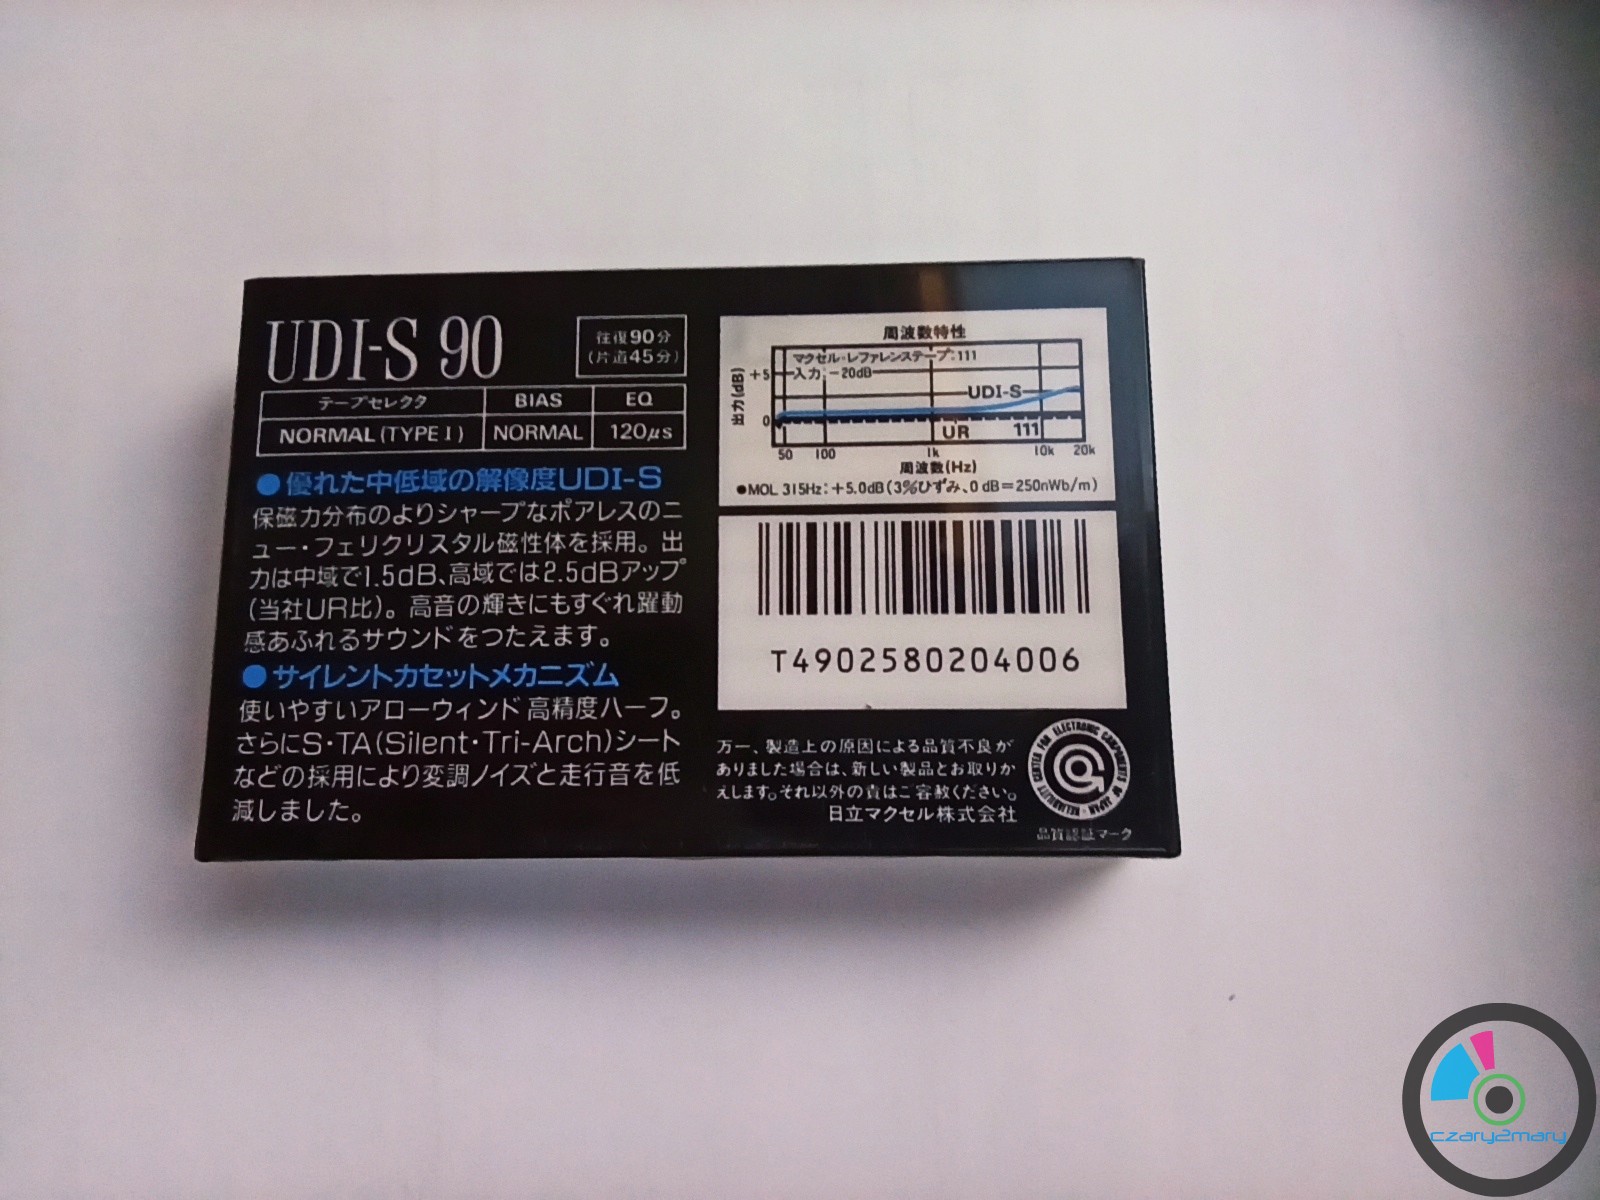 UDI-S 90
往復90分
(片道45分)
テープセレクタ BIAS EQ
NORMAL (TYPE I) NORMAL 120μs
●優れた中低域の解像度UDI-S
保磁力分布のよりシャープなポアレスのニ
ュー・フェリクリスタル磁性体を採用。出
力は中域で1.5dB、高域では2.5dBアップ
(当社UR比)。高音の輝きにもすぐれ躍動
感あふれるサウンドをつたえます。
●サイレントカセットメカニズム
使いやすいアローウィンド高精度ハーフ。
さらにS・TA(Silent・Tri-Arch)シート
などの採用により変調ノイズと走行音を低
減しました。
周波数特性
マクセル・レファレンステープ:111
入力:-20dB
出力(dB)
+5
0
UDI-S
UR 111
50 100 1k 10k 20k
周波数(Hz)
●MOL 315Hz:+5.0dB(3%ひずみ、0dB=250nWb/m)
T4902580204006
万一、製造上の原因による品質不良が
ありました場合は、新しい製品とお取りか
えします。それ以外の責はご容赦ください。
日立マクセル株式会社
RELIABILITY CENTER FOR ELECTRONIC COMPONENTS OF JAPAN
品質認証マーク
czary2mary